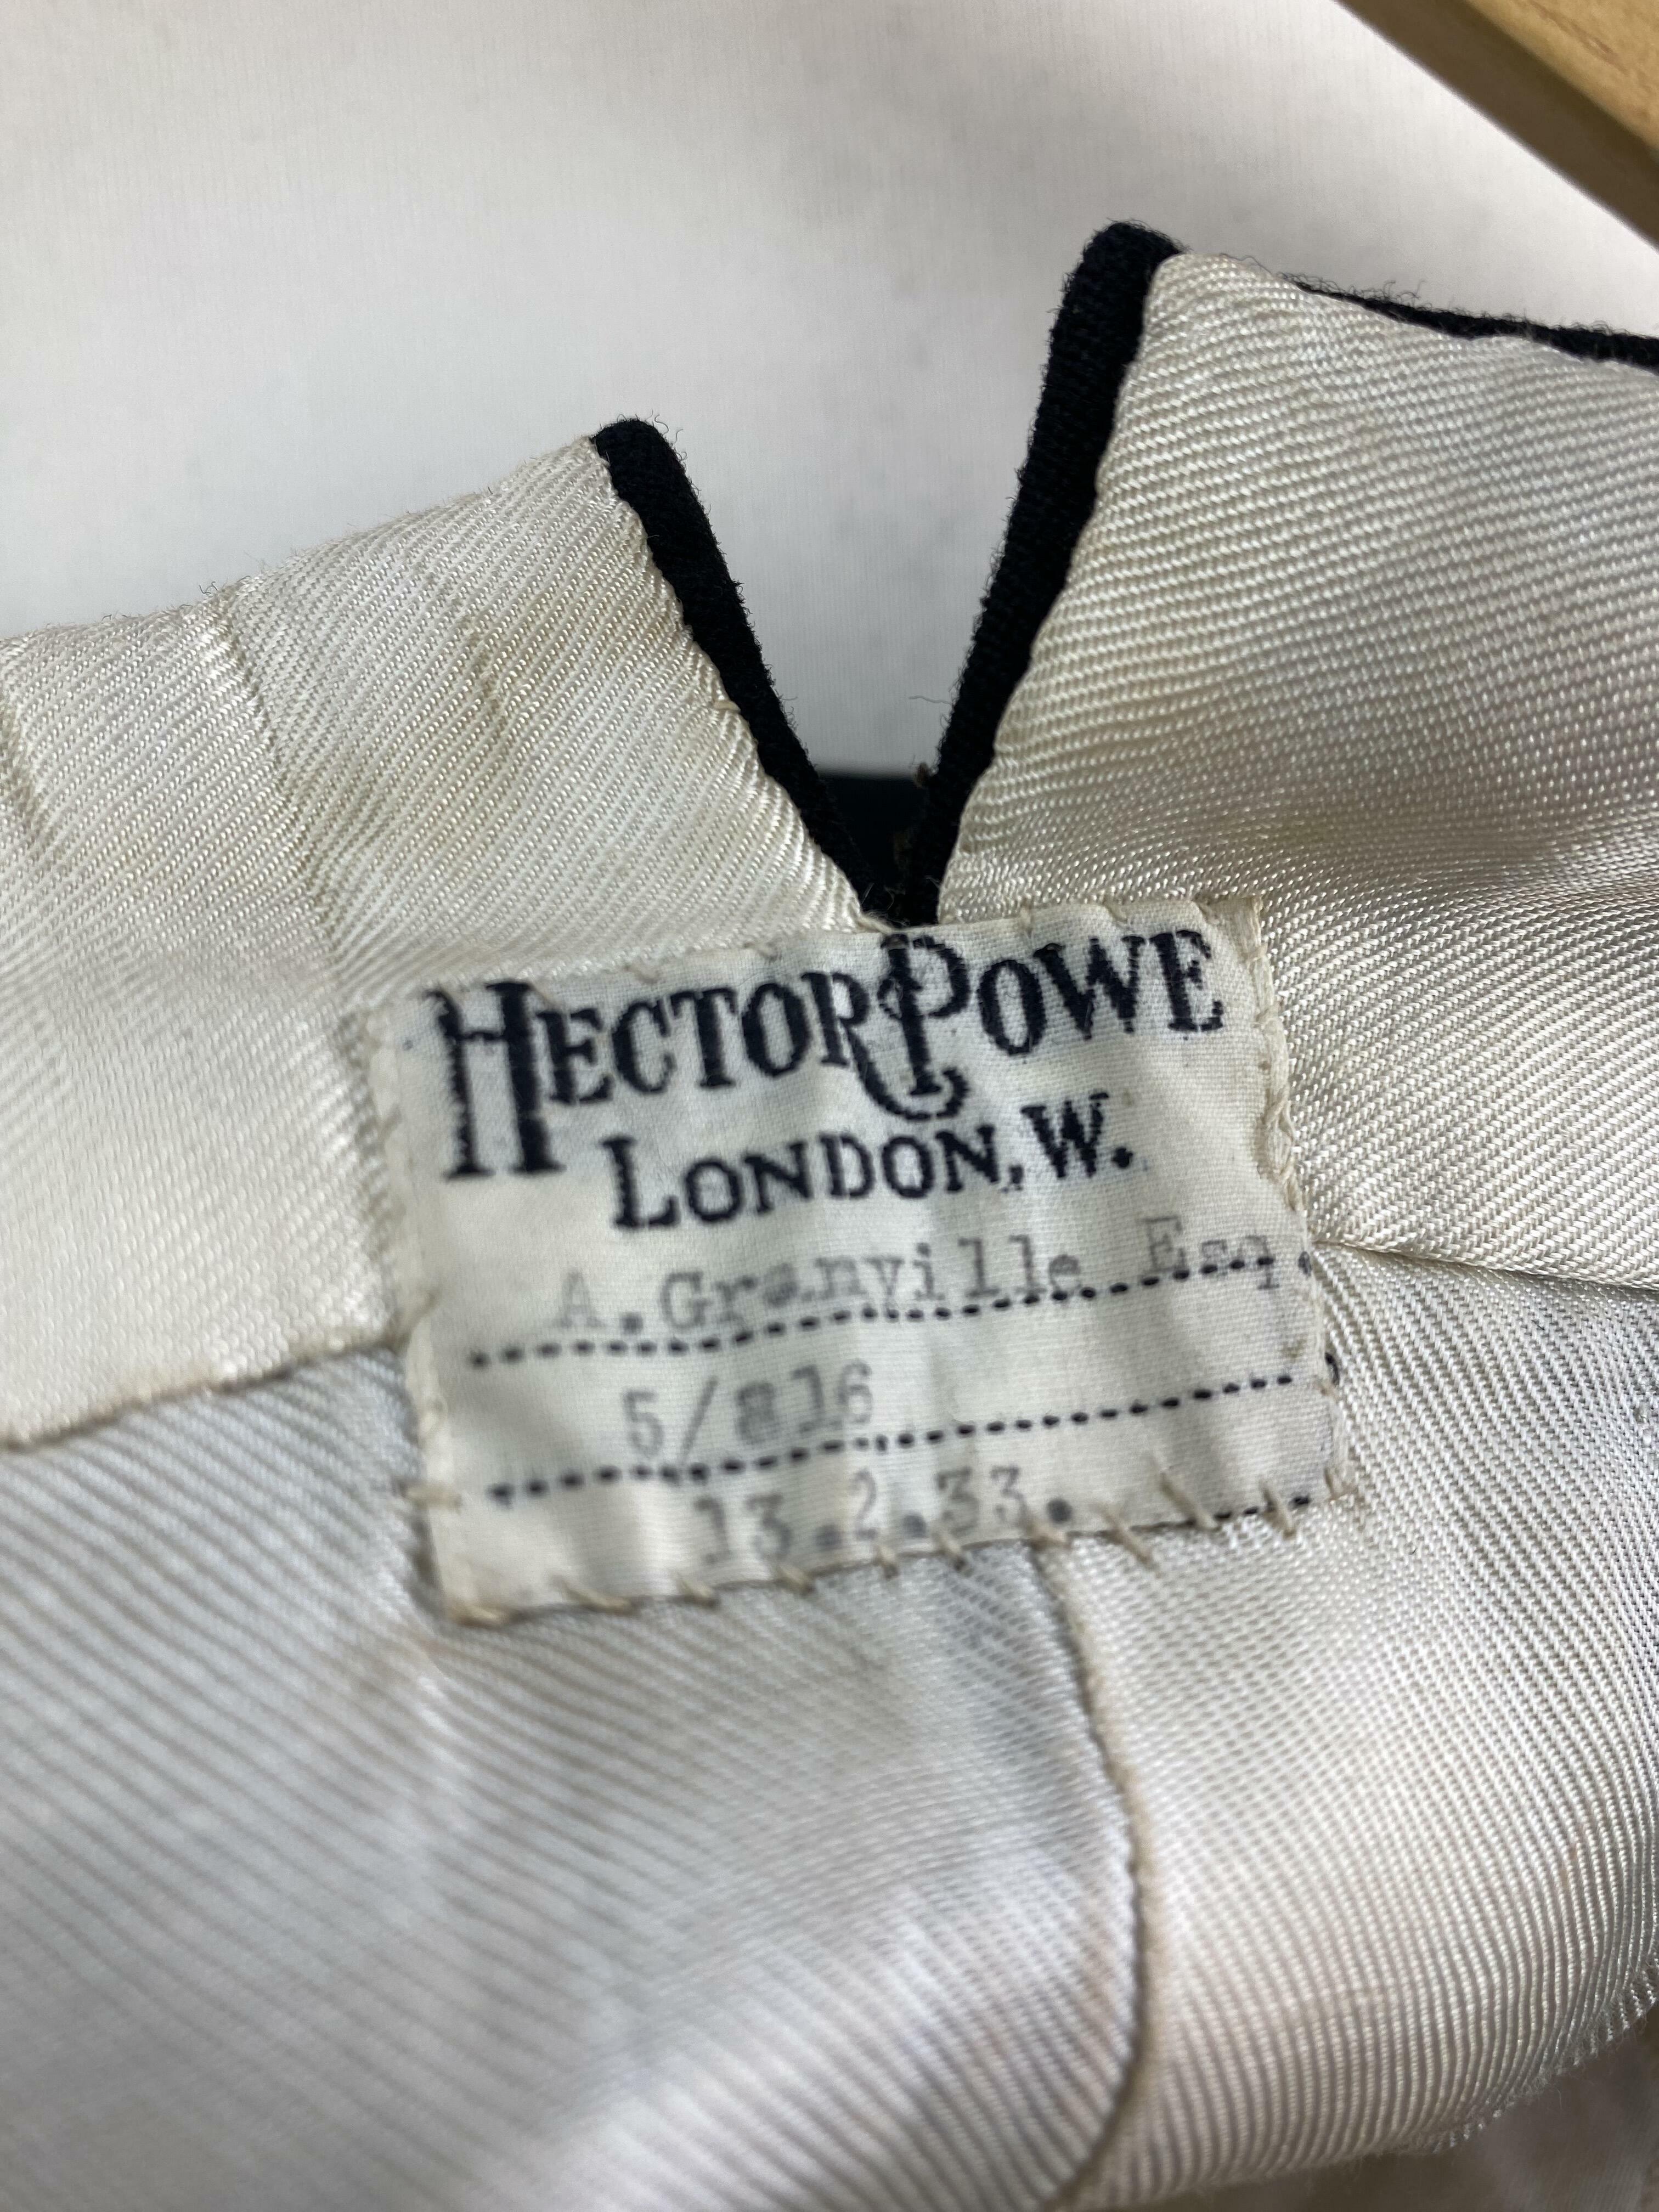 HECTOR POWE
LONDON, W.
A.Granville Esq.
5/816
13.2.33.